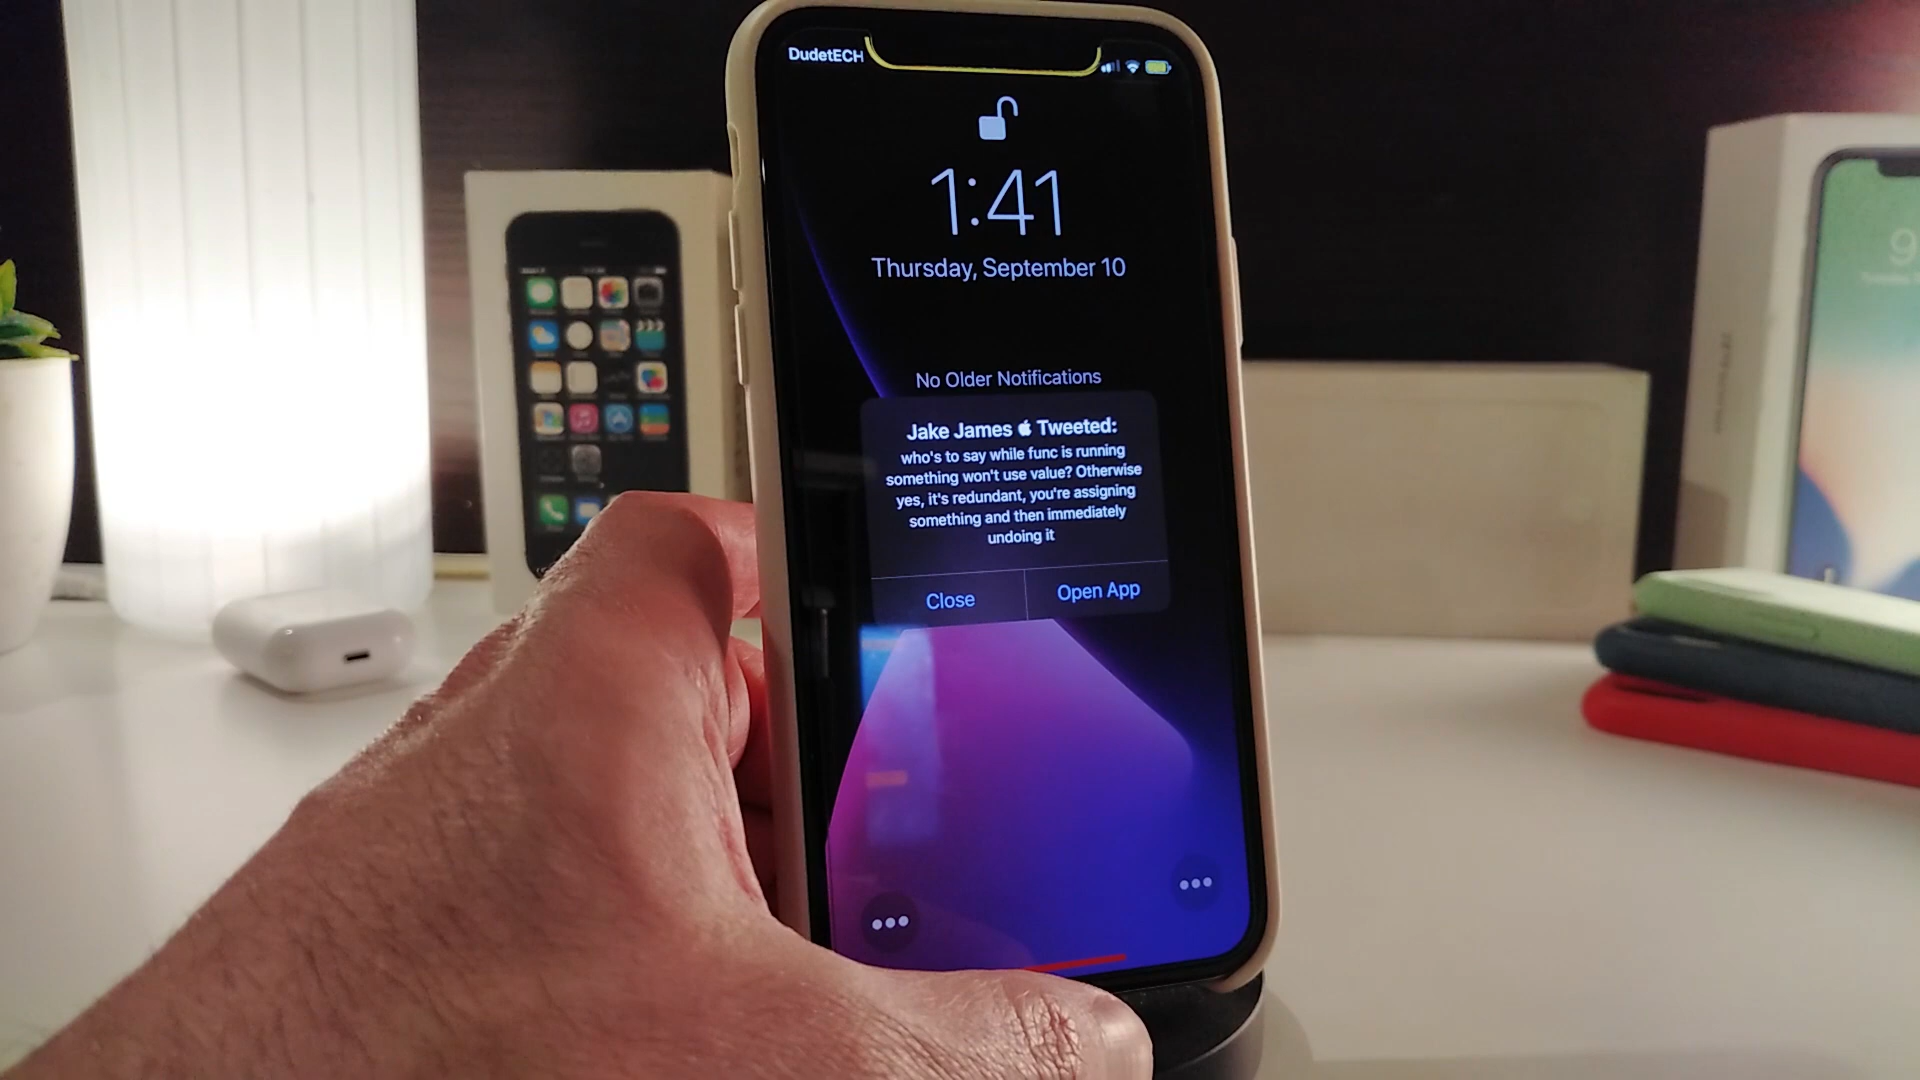 DudetECH
1:41
Thursday, September 10
No Older Notifications
Jake James  Tweeted:
who's to say while func is running
something won't use value? Otherwise
yes, it's redundant, you're assigning
something and then immediately
undoing it
Close
Open App
9